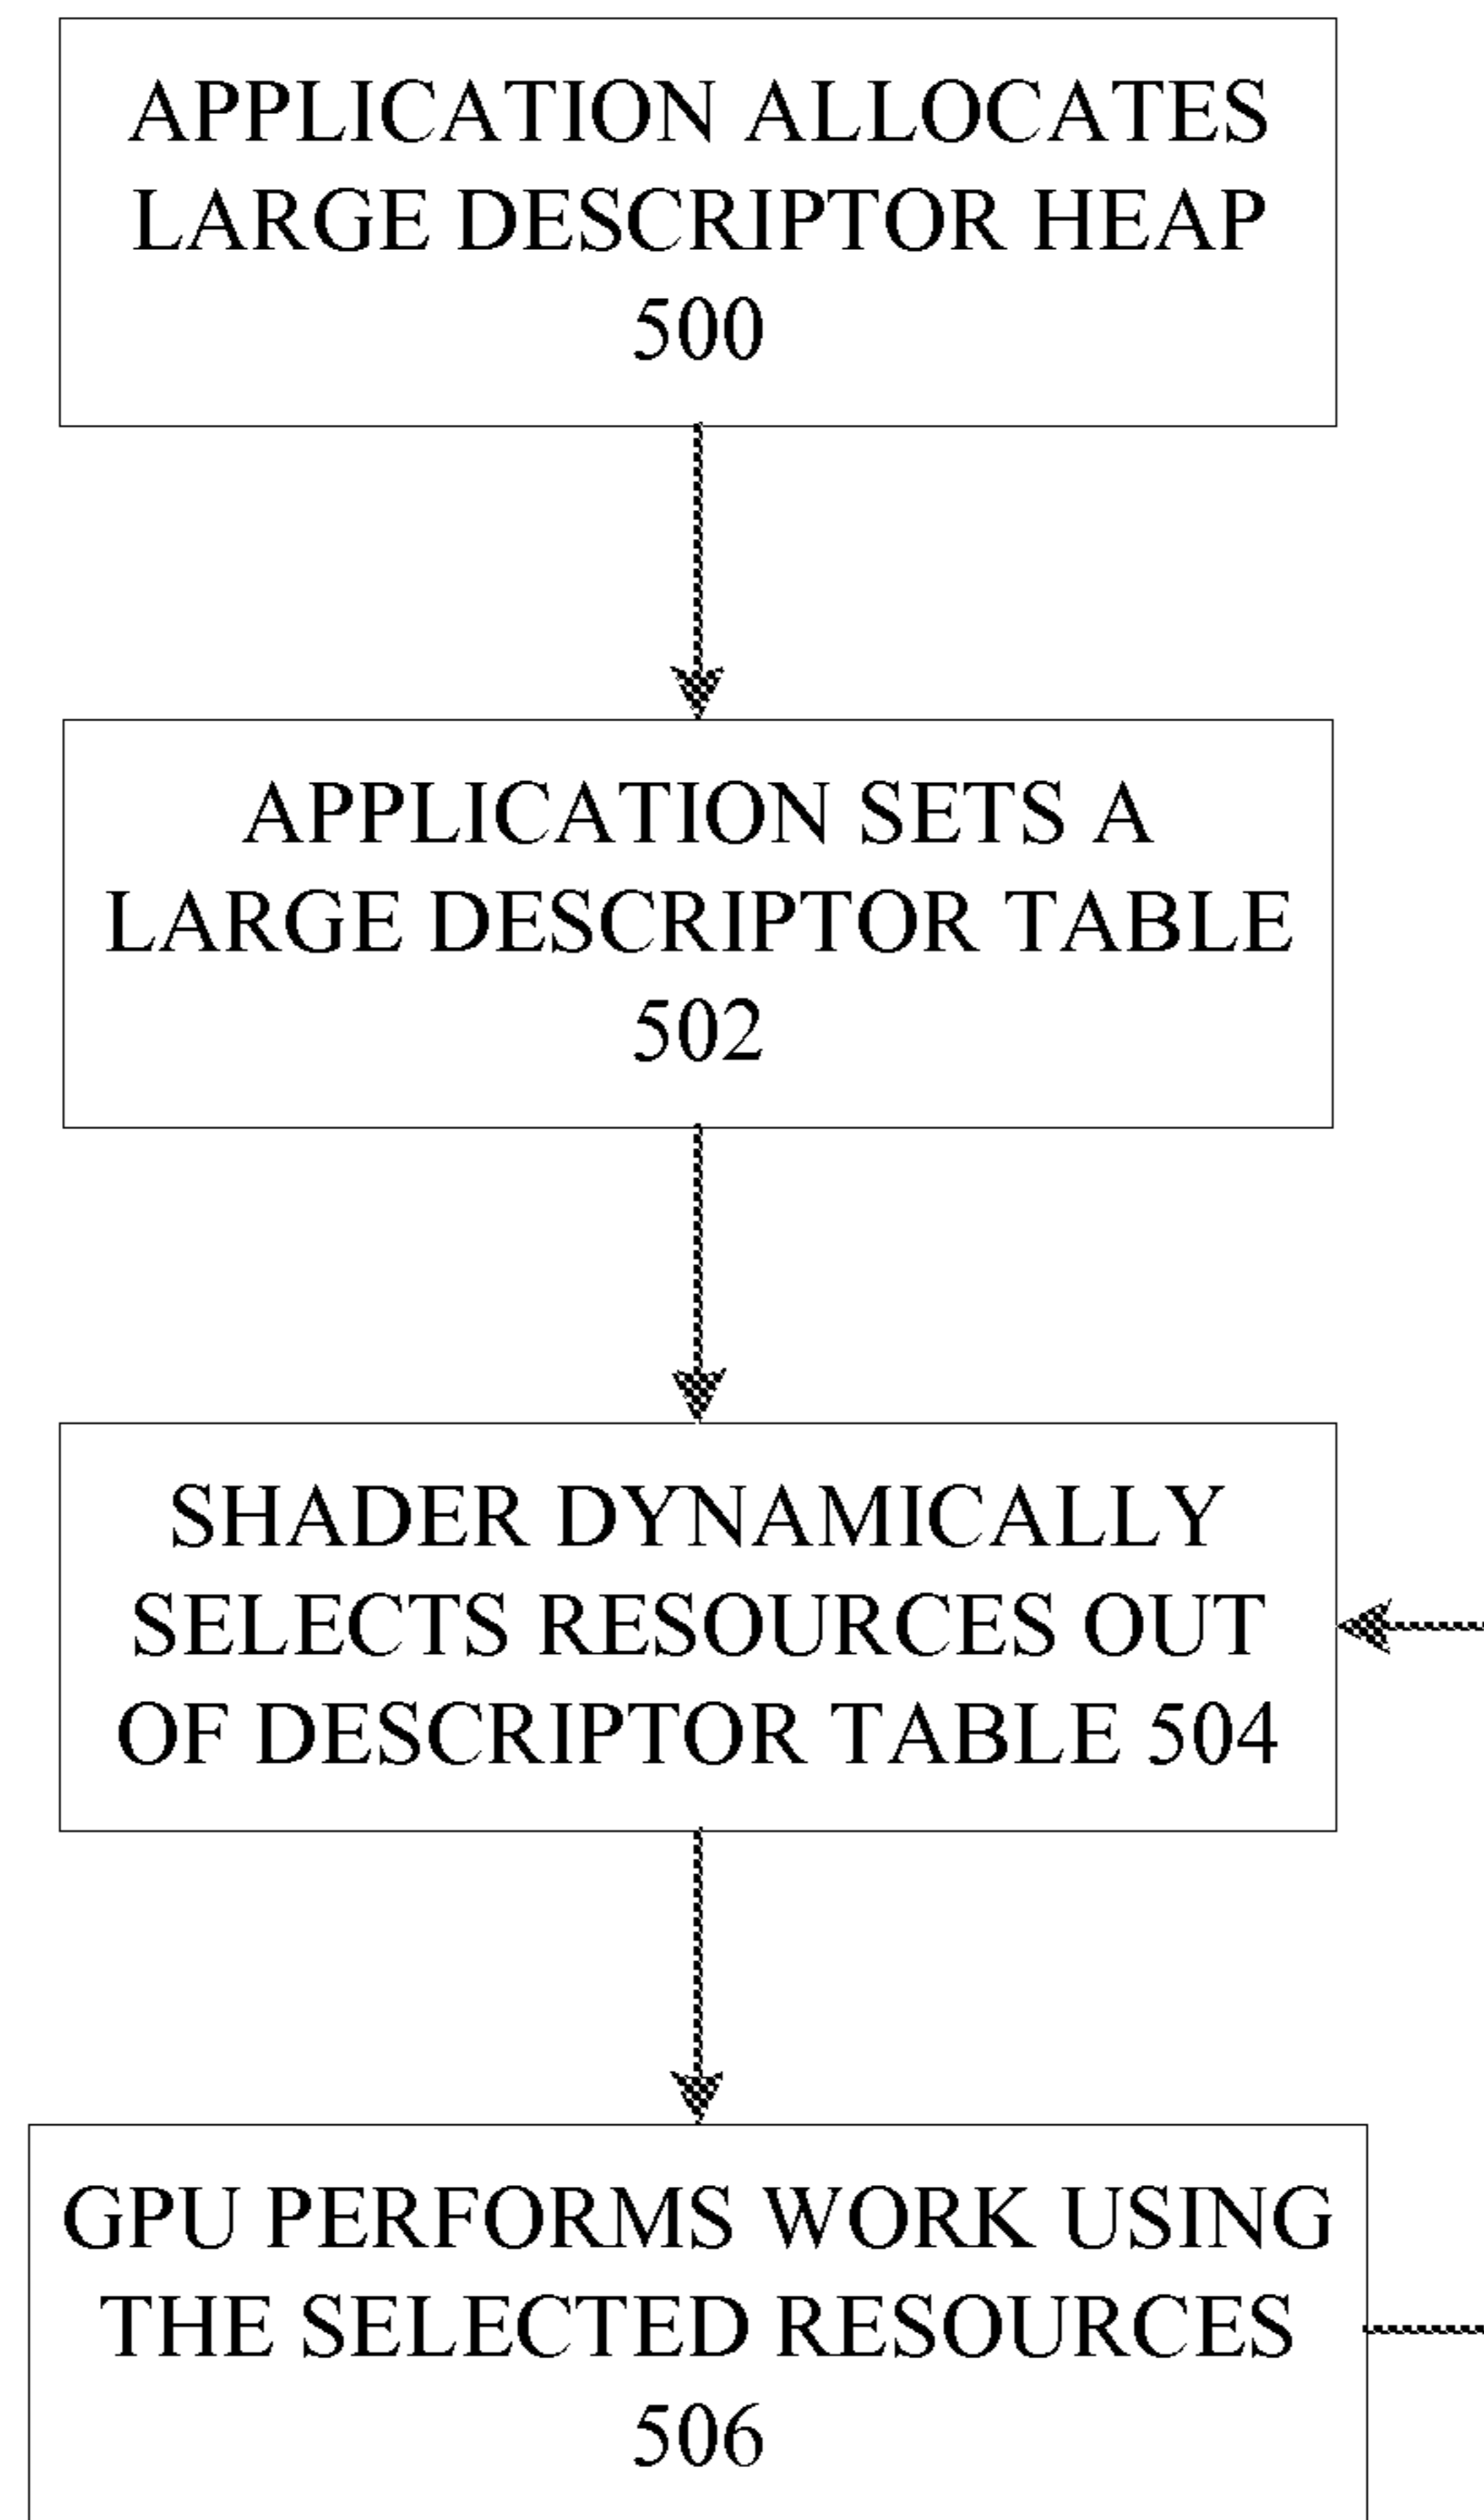 APPLICATION ALLOCATES
LARGE DESCRIPTOR HEAP
500
APPLICATION SETS A
LARGE DESCRIPTOR TABLE
502
SHADER DYNAMICALLY
SELECTS RESOURCES OUT
OF DESCRIPTOR TABLE 504
GPU PERFORMS WORK USING
THE SELECTED RESOURCES
506